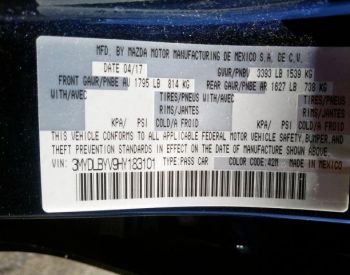 MFD. BY MAZDA MOTOR MANUFACTURING DE MEXICO S.A. DE C.V.
DATE 04/17 GVWR/PNBV 3393 LB 1539 KG
FRONT GAWR/PNBE AV 1795 LB 814 KG REAR GAWR/PNBE AR 1627 LB 738 KG
WITH/AVEC TIRES/PNEUS WITH/AVEC TIRES/PNEUS
RIMS/JANTES RIMS/JANTES
KPA/ PSI COLD/A FROID KPA/ PSI COLD/A FROID
THIS VEHICLE CONFORMS TO ALL APPLICABLE FEDERAL MOTOR VEHICLE SAFETY, BUMPER, AND
THEFT PREVENTION STANDARDS IN EFFECT ON THE DATE OF MANUFACTURE SHOWN ABOVE.
3MYDLBYV9HY183101 TYPE:PASS CAR COLOR CODE:42M MADE IN MEXICO